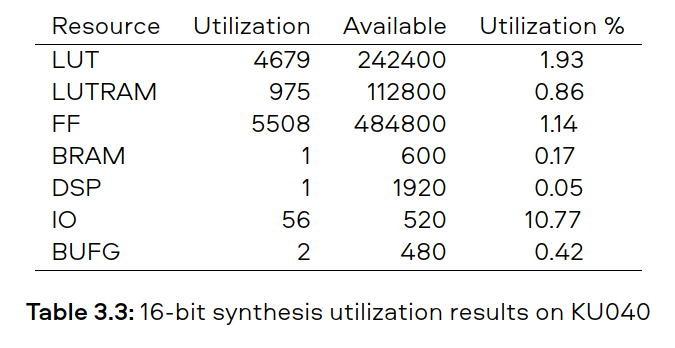 Resource Utilization Available Utilization %
LUT 4679 242400 1.93
LUTRAM 975 112800 0.86
FF 5508 484800 1.14
BRAM 1 600 0.17
DSP 1 1920 0.05
IO 56 520 10.77
BUFG 2 480 0.42
Table 3.3: 16-bit synthesis utilization results on KU040